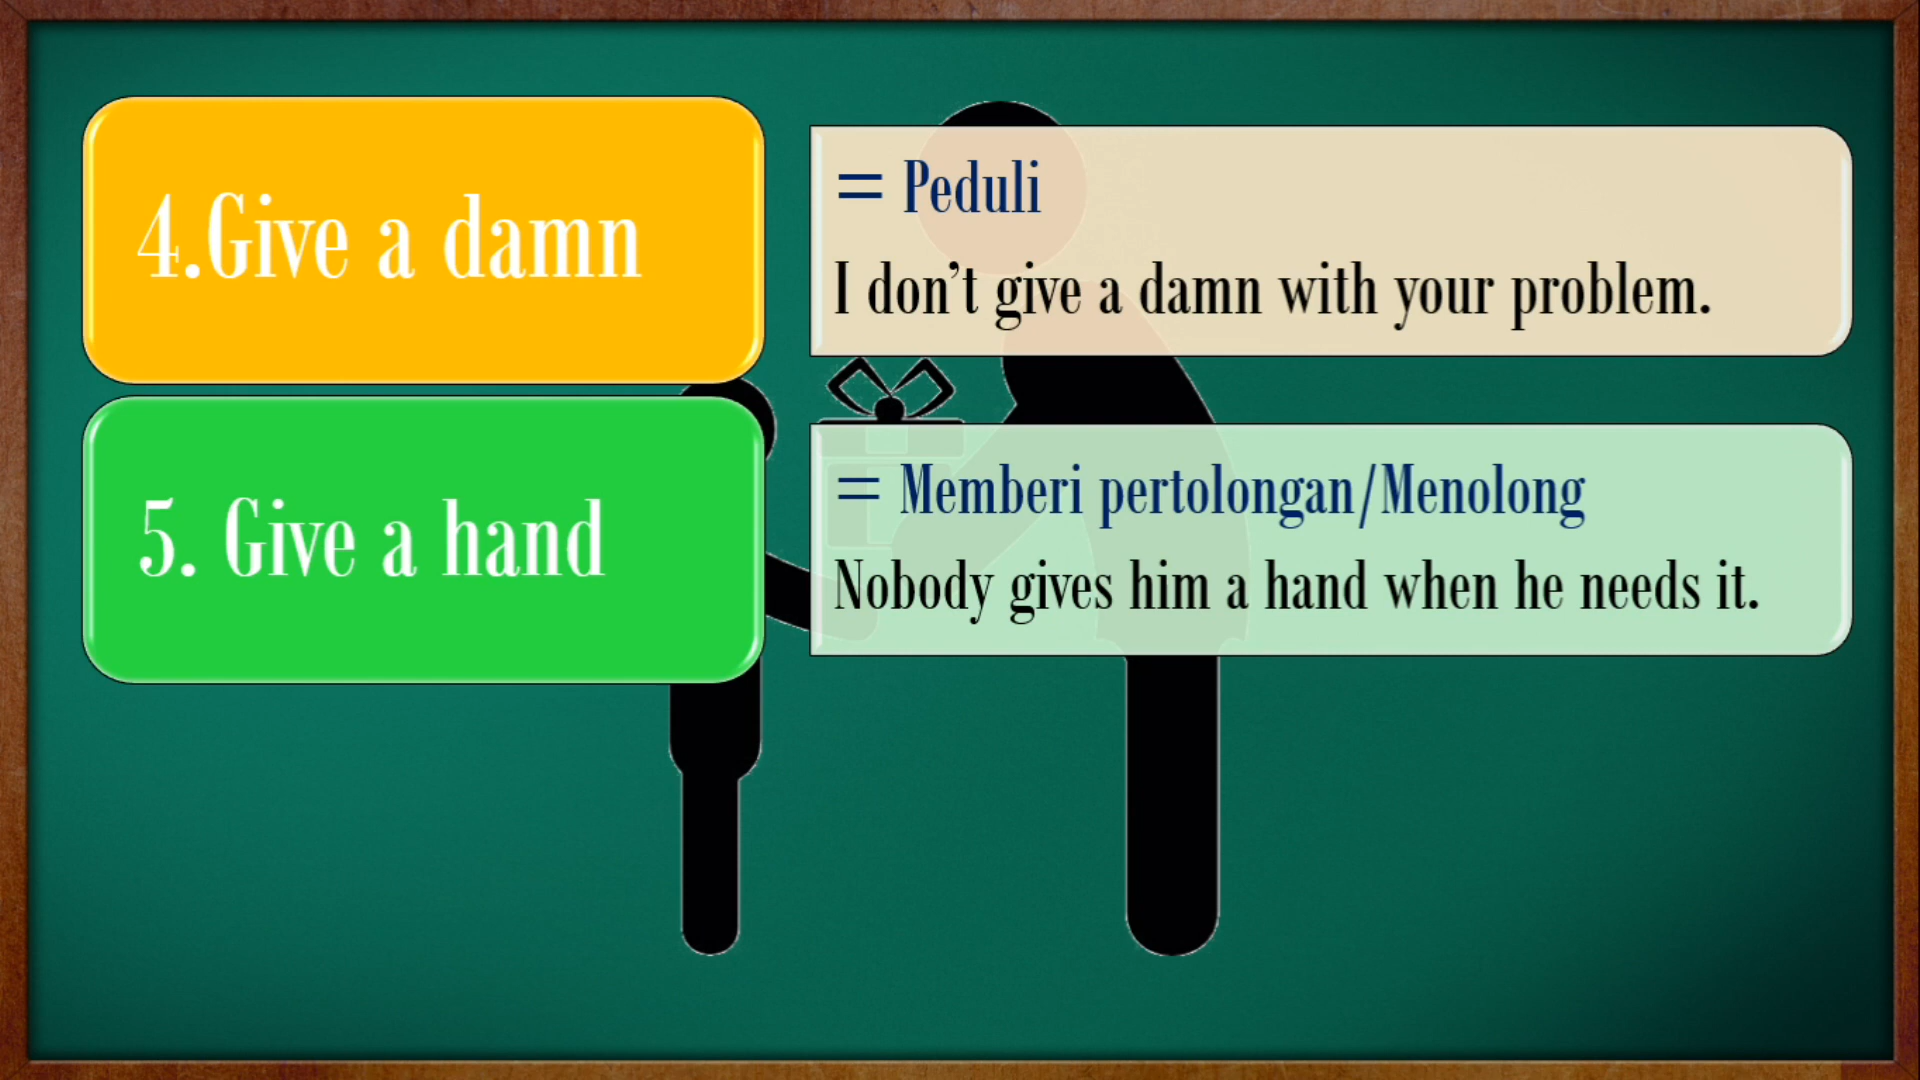 4.Give a damn
= Peduli
I don’t give a damn with your problem.
5. Give a hand
= Memberi pertolongan/Menolong
Nobody gives him a hand when he needs it.